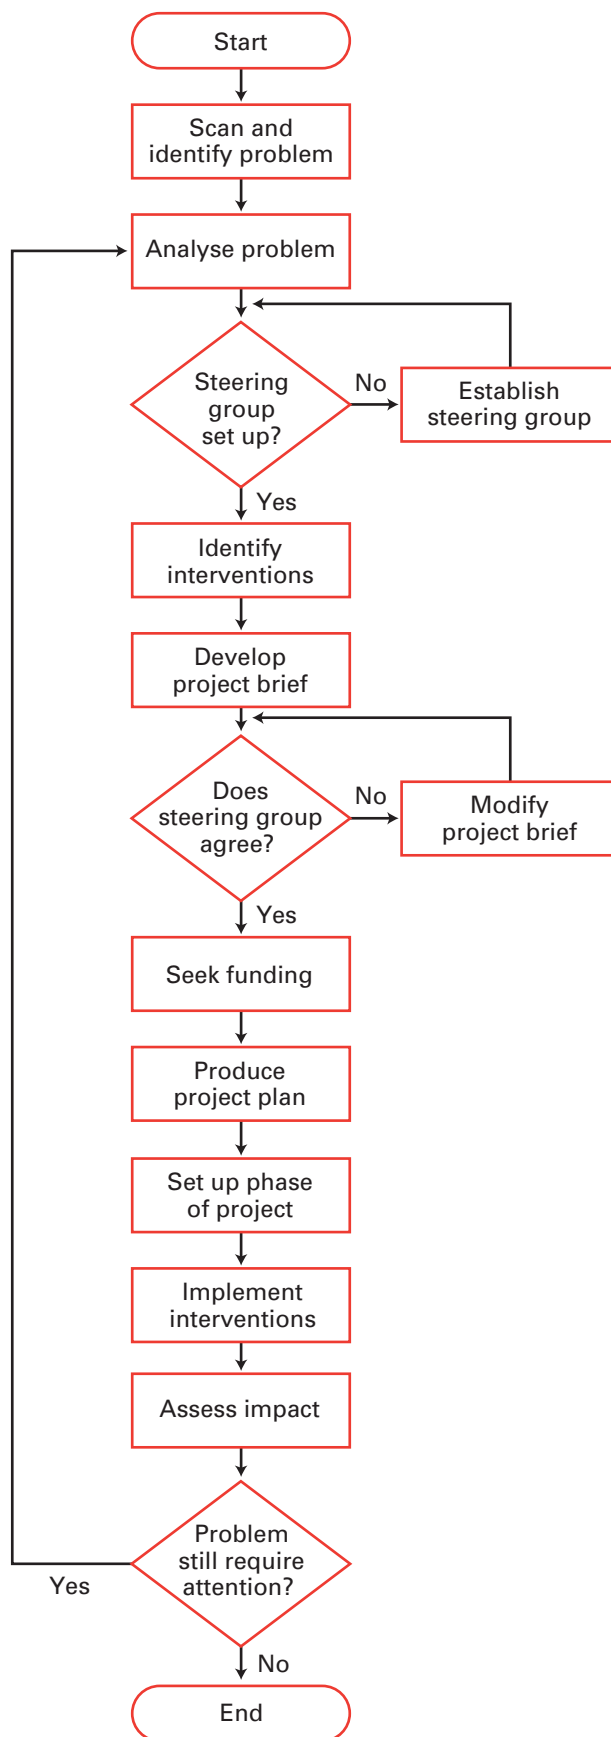 Start
Scan and
identify problem
Analyse problem
Steering
group
set up?
No
Establish
steering group
Yes
Identify
interventions
Develop
project brief
Does
steering group
agree?
No
Modify
project brief
Yes
Seek funding
Produce
project plan
Set up phase
of project
Implement
interventions
Assess impact
Problem
still require
attention?
Yes
No
End